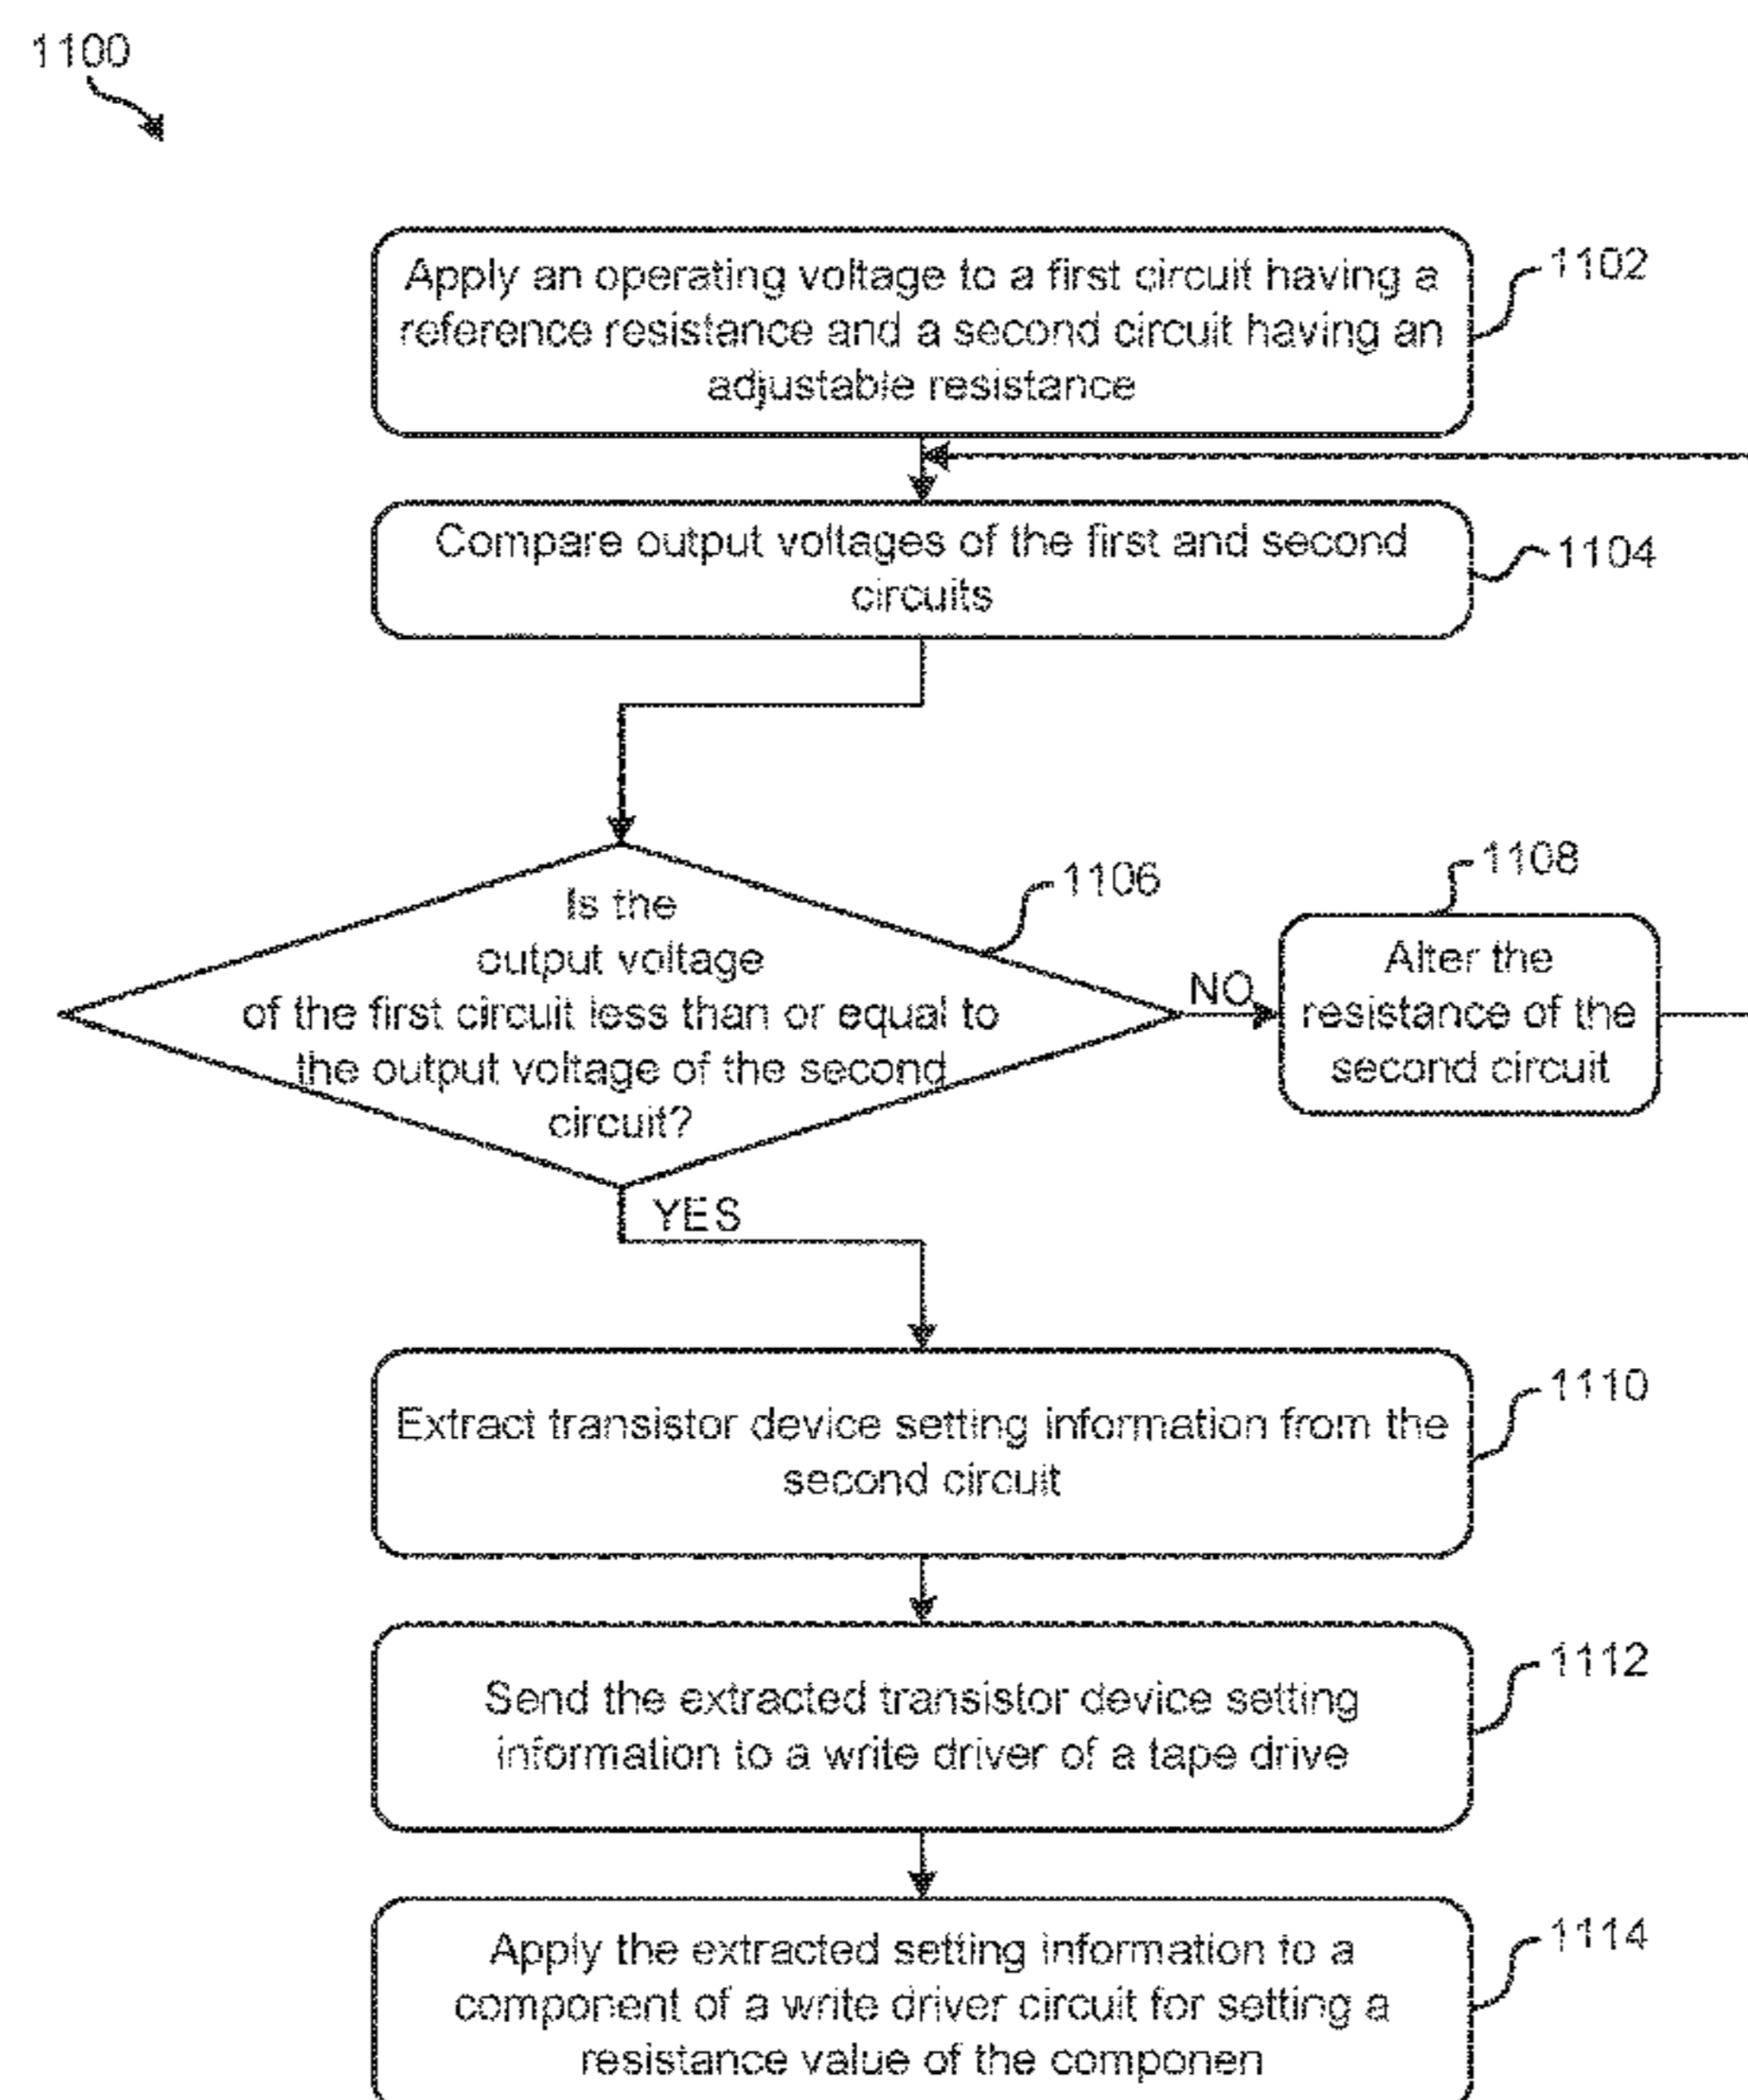 1100
Apply an operating voltage to a first circuit having a
reference resistance and a second circuit having an
adjustable resistance
1102
Compare output voltages of the first and second
circuits
1104
Is the
output voltage
of the first circuit less than or equal to
the output voltage of the second
circuit?
1106
NO
1108
Alter the
resistance of the
second circuit
YES
Extract transistor device setting information from the
second circuit
1110
Send the extracted transistor device setting
information to a write driver of a tape drive
1112
Apply the extracted setting information to a
component of a write driver circuit for setting a
resistance value of the componen
1114